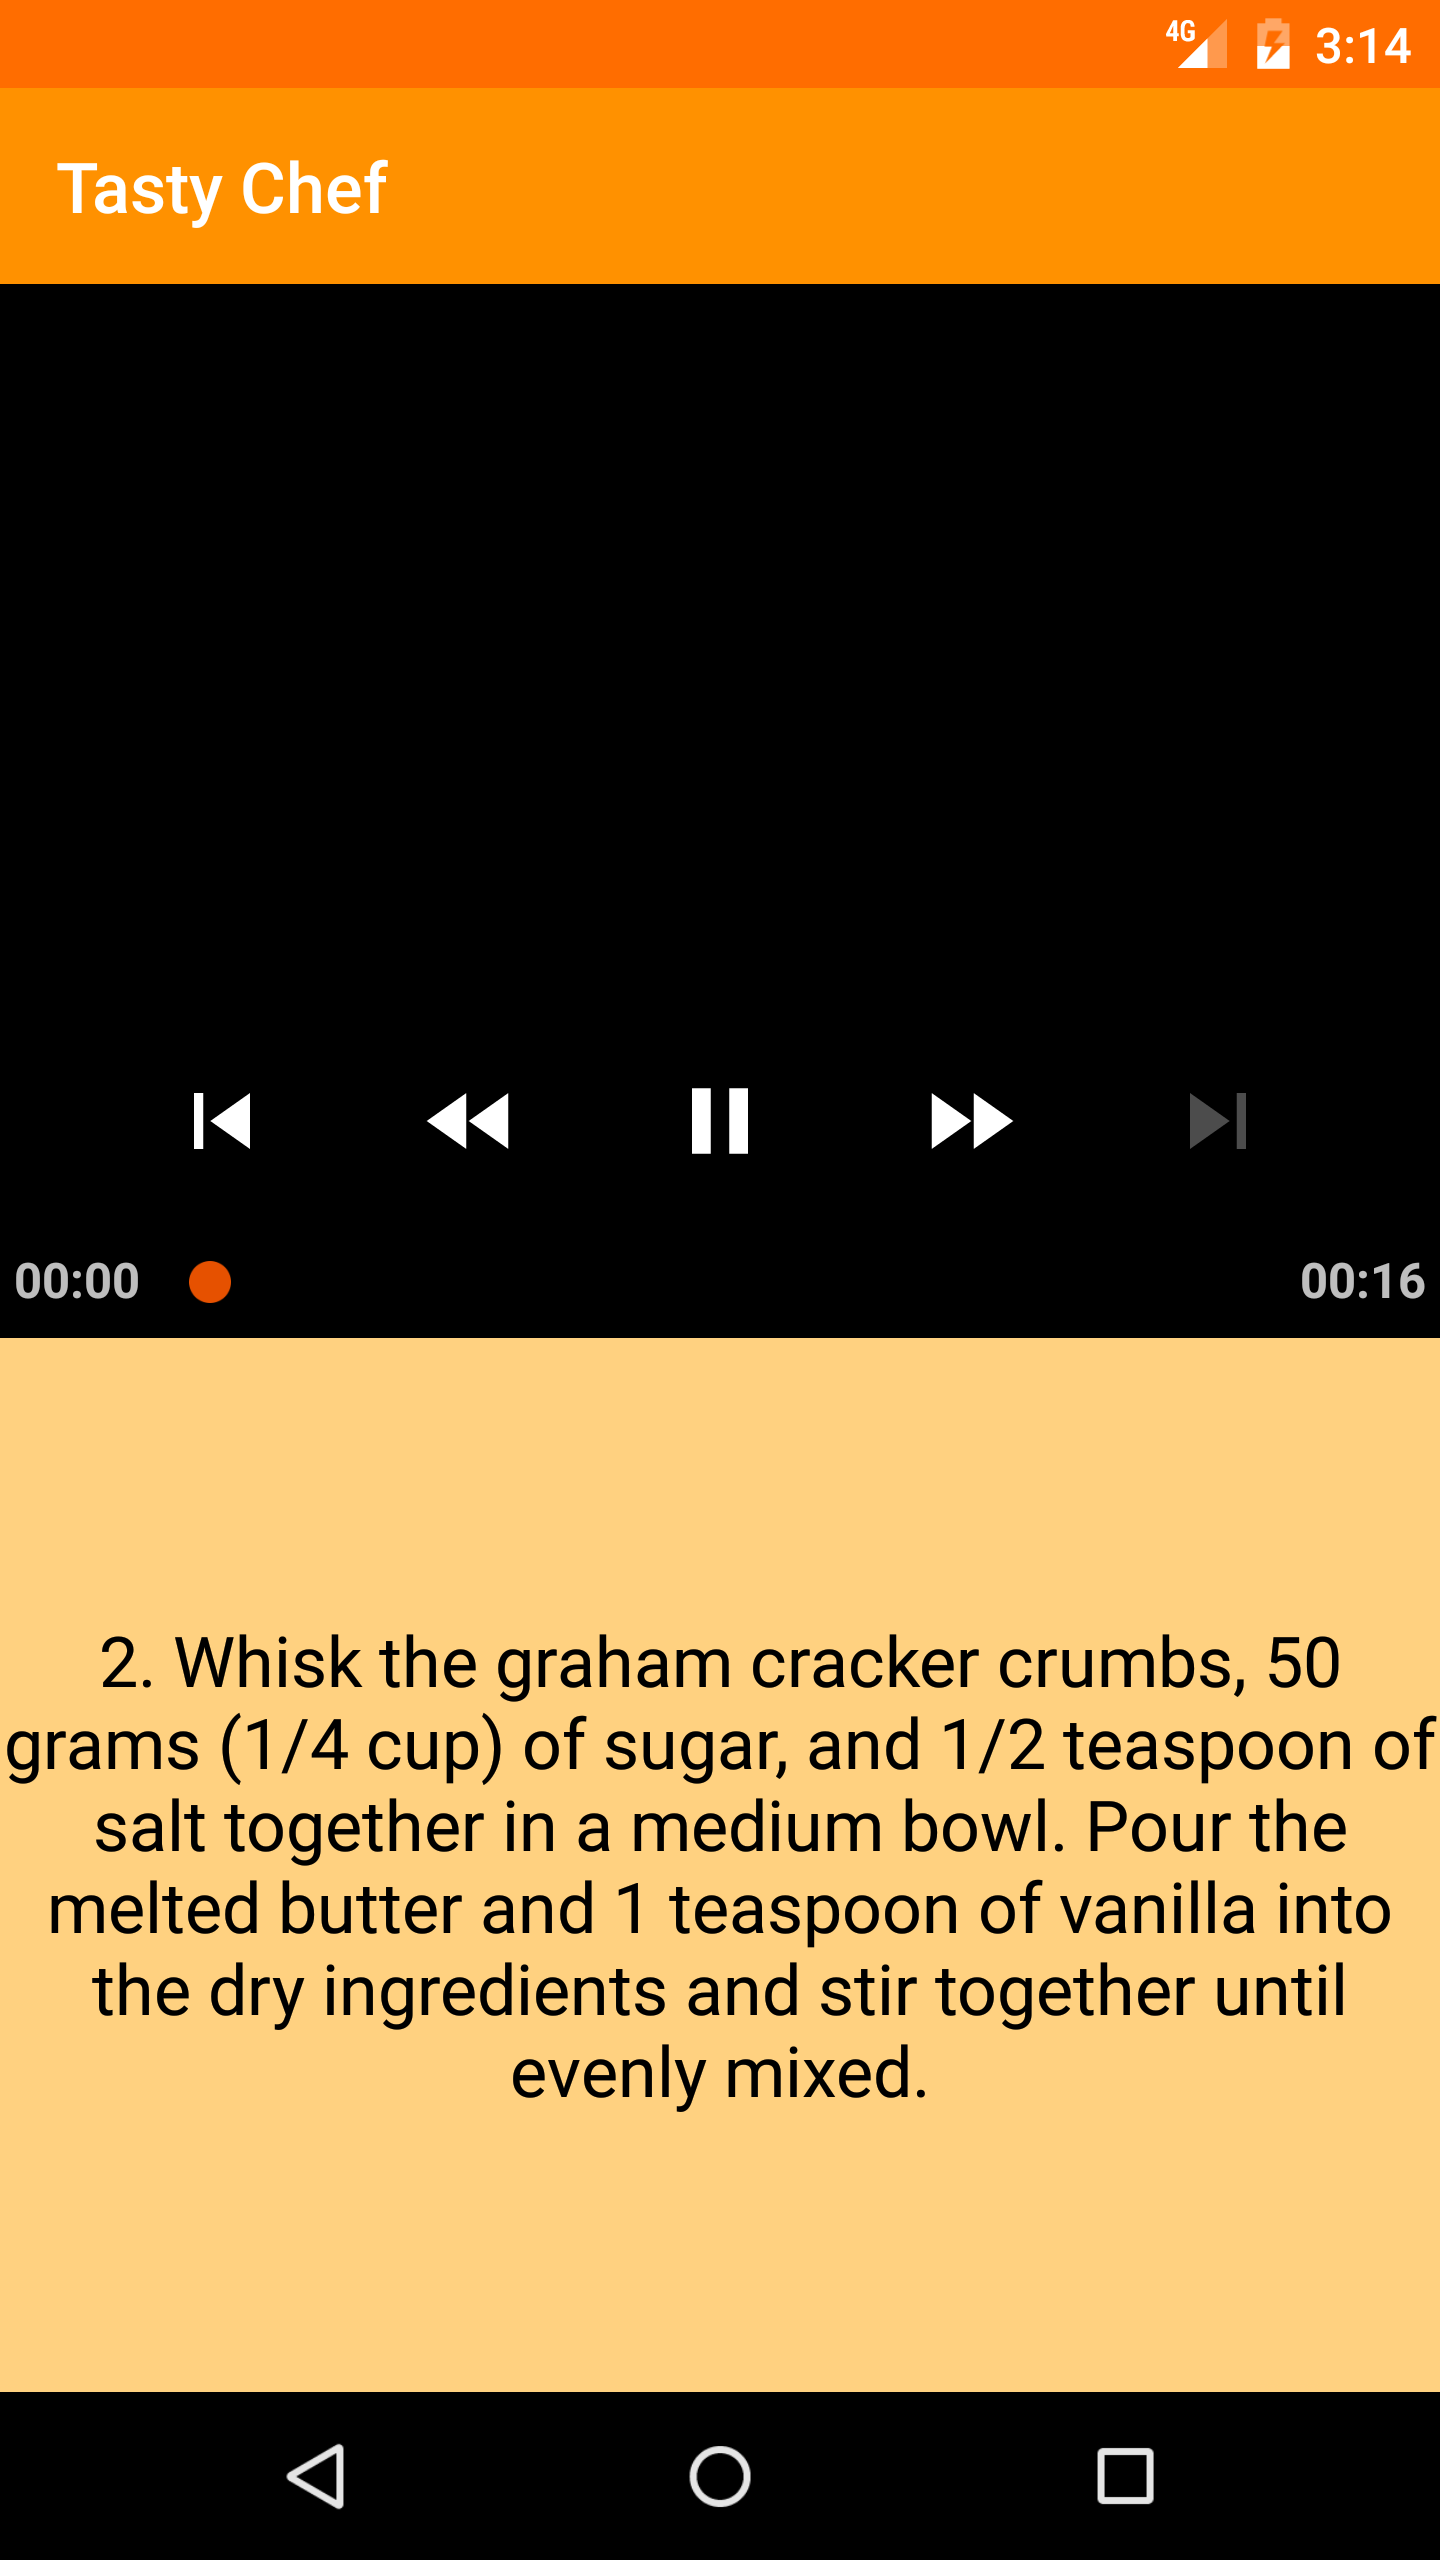 4G 3:14
Tasty Chef
00:00 00:16
2. Whisk the graham cracker crumbs, 50
grams (1/4 cup) of sugar, and 1/2 teaspoon of
salt together in a medium bowl. Pour the
melted butter and 1 teaspoon of vanilla into
the dry ingredients and stir together until
evenly mixed.